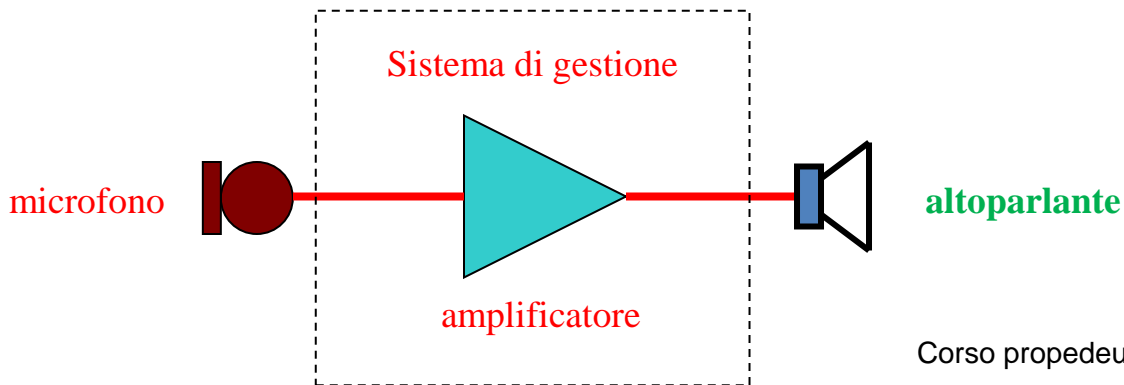 Sistema di gestione
microfono
altoparlante
amplificatore
Corso propedeu